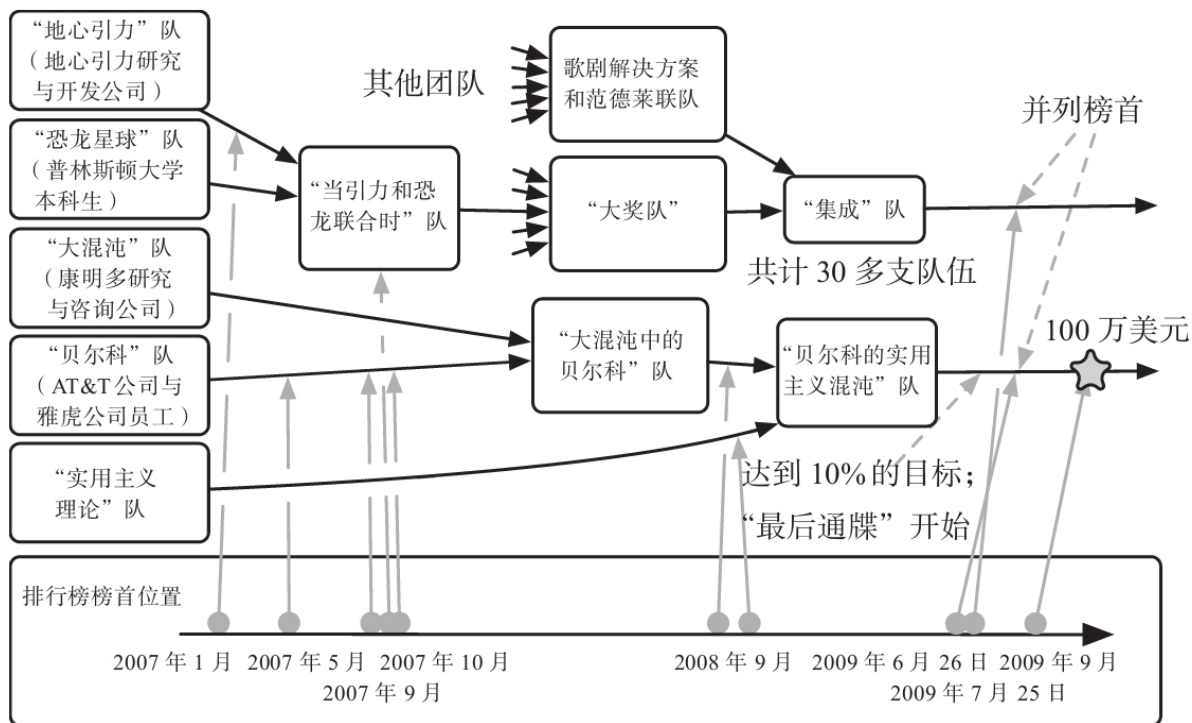 “地心引力”队
（地心引力研究
与开发公司）
“恐龙星球”队
（普林斯顿大学
本科生）
“大混沌”队
（康明多研究
与咨询公司）
“贝尔科”队
（AT&T公司与
雅虎公司员工）
“实用主义
理论”队
“当引力和恐
龙联合时”队
其他团队
歌剧解决方案
和范德莱联队
“大奖队”
“集成”队
共计 30 多支队伍
并列榜首
“大混沌中的
贝尔科”队
“贝尔科的实用
主义混沌”队
100 万美元
达到 10%的目标；
“最后通牒”开始
排行榜榜首位置
2007 年 1 月
2007 年 5 月
2007 年 9 月
2007 年 10 月
2008 年 9 月
2009 年 6 月 26 日
2009 年 7 月 25 日
2009 年 9 月